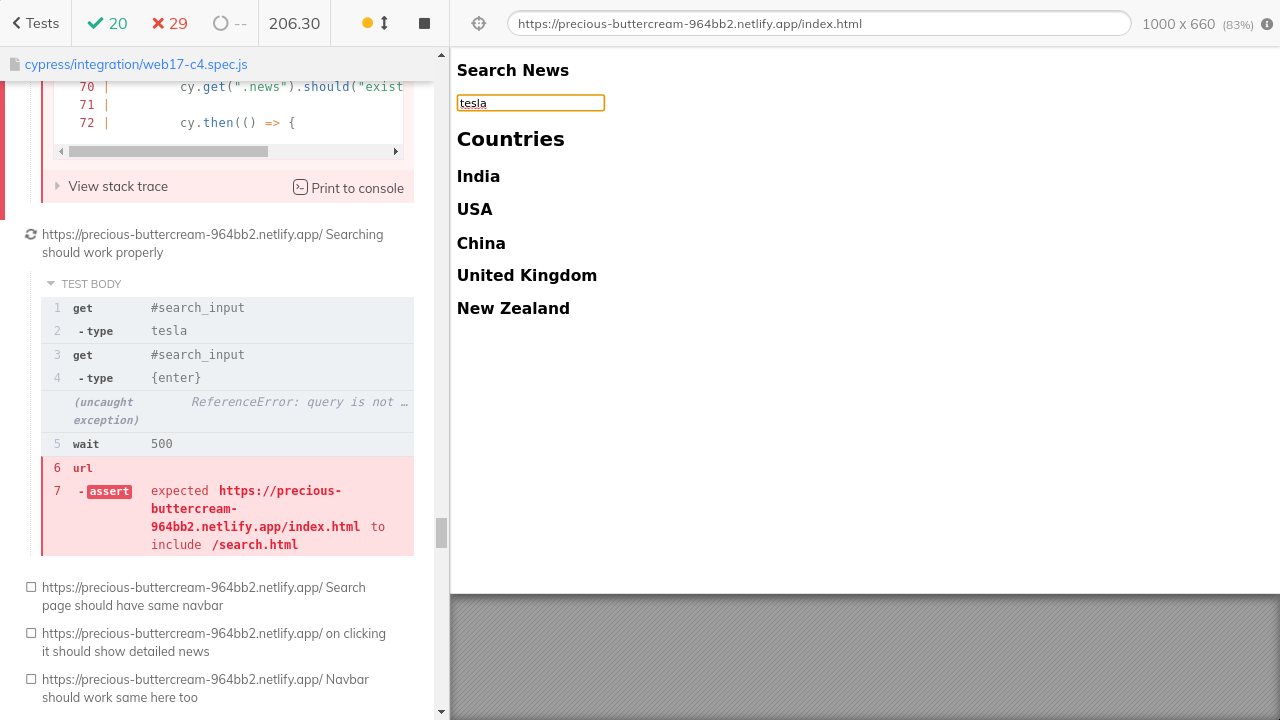 Tests
20
29
--
206.30
https://precious-buttercream-964bb2.netlify.app/index.html
1000 x 660 (83%)
cypress/integration/web17-c4.spec.js
70 | cy.get(".news").should("exist
71 |
72 | cy.then(() => {
View stack trace
Print to console
https://precious-buttercream-964bb2.netlify.app/ Searching
should work properly
TEST BODY
1 get #search_input
2 -type tesla
3 get #search_input
4 -type {enter}
(uncaught ReferenceError: query is not …
exception)
5 wait 500
6 url
7 -assert expected https://precious-
buttercream-
964bb2.netlify.app/index.html to
include /search.html
https://precious-buttercream-964bb2.netlify.app/ Search
page should have same navbar
https://precious-buttercream-964bb2.netlify.app/ on clicking
it should show detailed news
https://precious-buttercream-964bb2.netlify.app/ Navbar
should work same here too
Search News
tesla
Countries
India
USA
China
United Kingdom
New Zealand